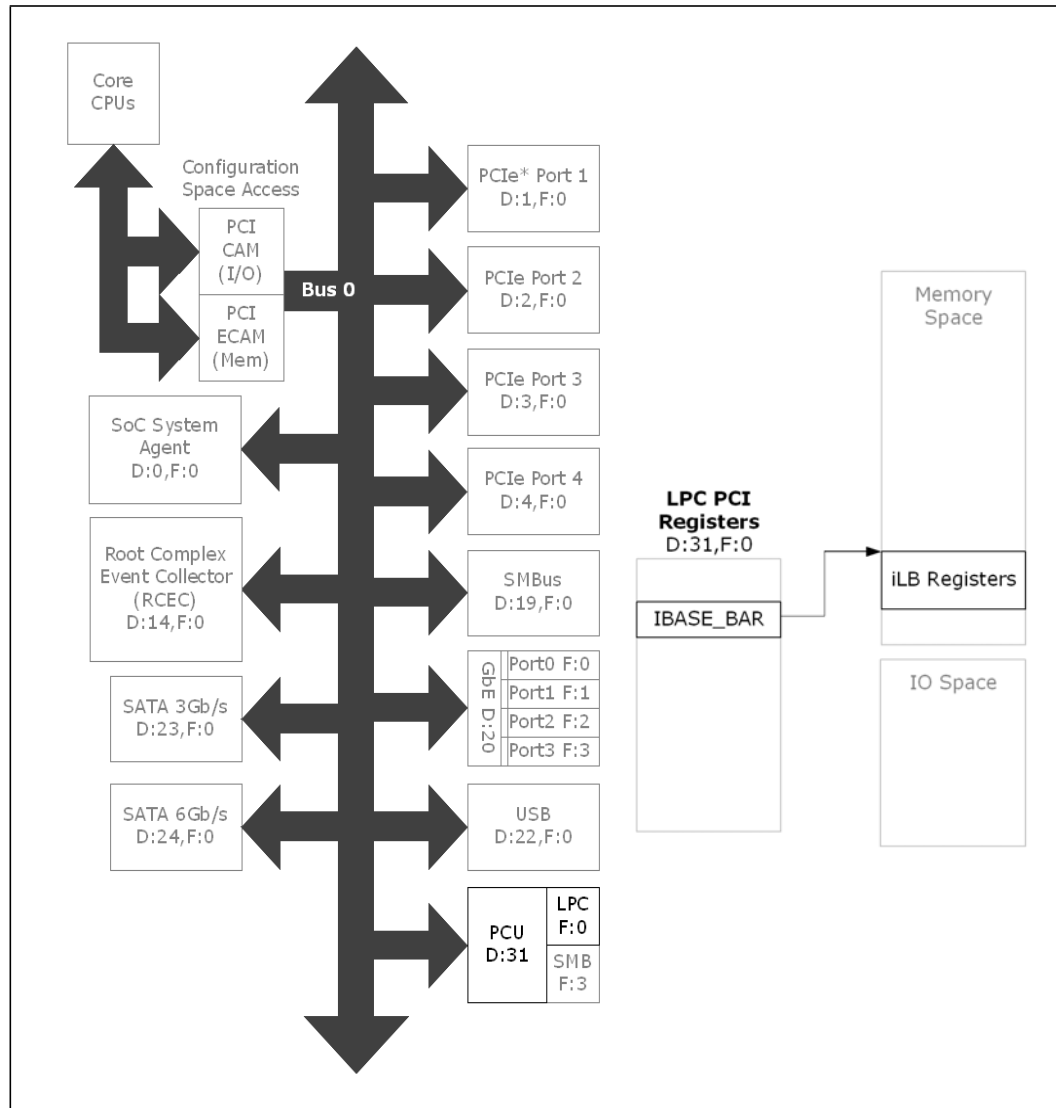 Core
CPUs
Configuration
Space Access
PCI
CAM
(I/O)
PCI
ECAM
(Mem)
Bus 0
SoC System
Agent
D:0,F:0
Root Complex
Event Collector
(RCEC)
D:14,F:0
SATA 3Gb/s
D:23,F:0
SATA 6Gb/s
D:24,F:0
PCIe* Port 1
D:1,F:0
PCIe Port 2
D:2,F:0
PCIe Port 3
D:3,F:0
PCIe Port 4
D:4,F:0
SMBus
D:19,F:0
GbE D:20
Port0 F:0
Port1 F:1
Port2 F:2
Port3 F:3
USB
D:22,F:0
PCU
D:31
LPC
F:0
SMB
F:3
LPC PCI
Registers
D:31,F:0
IBASE_BAR
Memory
Space
iLB Registers
IO Space